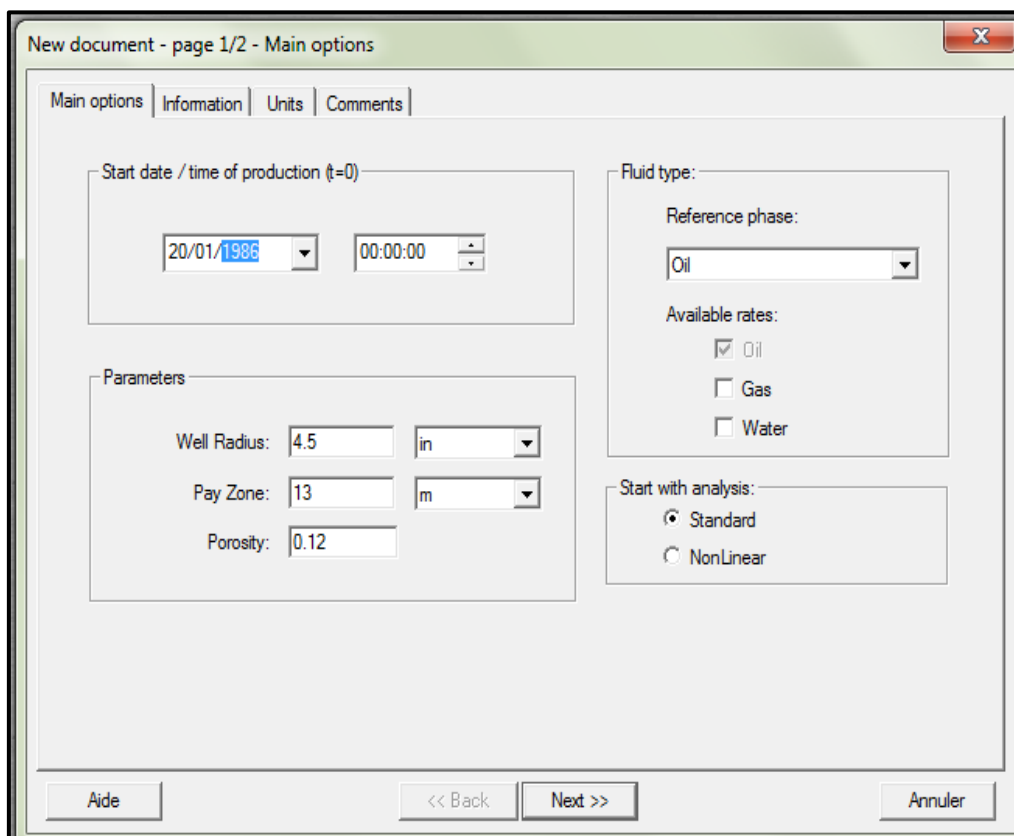 New document - page 1/2 - Main options
X
Main options Information Units Comments
Start date / time of production (t=0)
20/01/1986 00:00:00
Parameters
Well Radius: 4.5 in
Pay Zone: 13 m
Porosity: 0.12
Fluid type:
Reference phase:
Oil
Available rates:
Oil
Gas
Water
Start with analysis:
Standard
NonLinear
Aide << Back Next >> Annuler